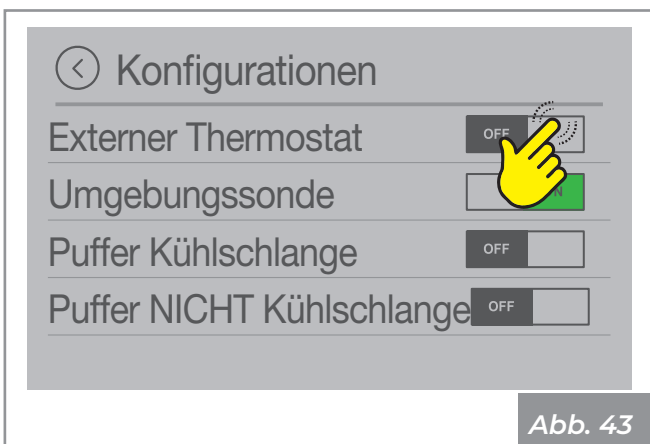 Konfigurationen
Externer Thermostat OFF
Umgebungssonde
Puffer Kühlschlange OFF
Puffer NICHT Kühlschlange OFF
Abb. 43